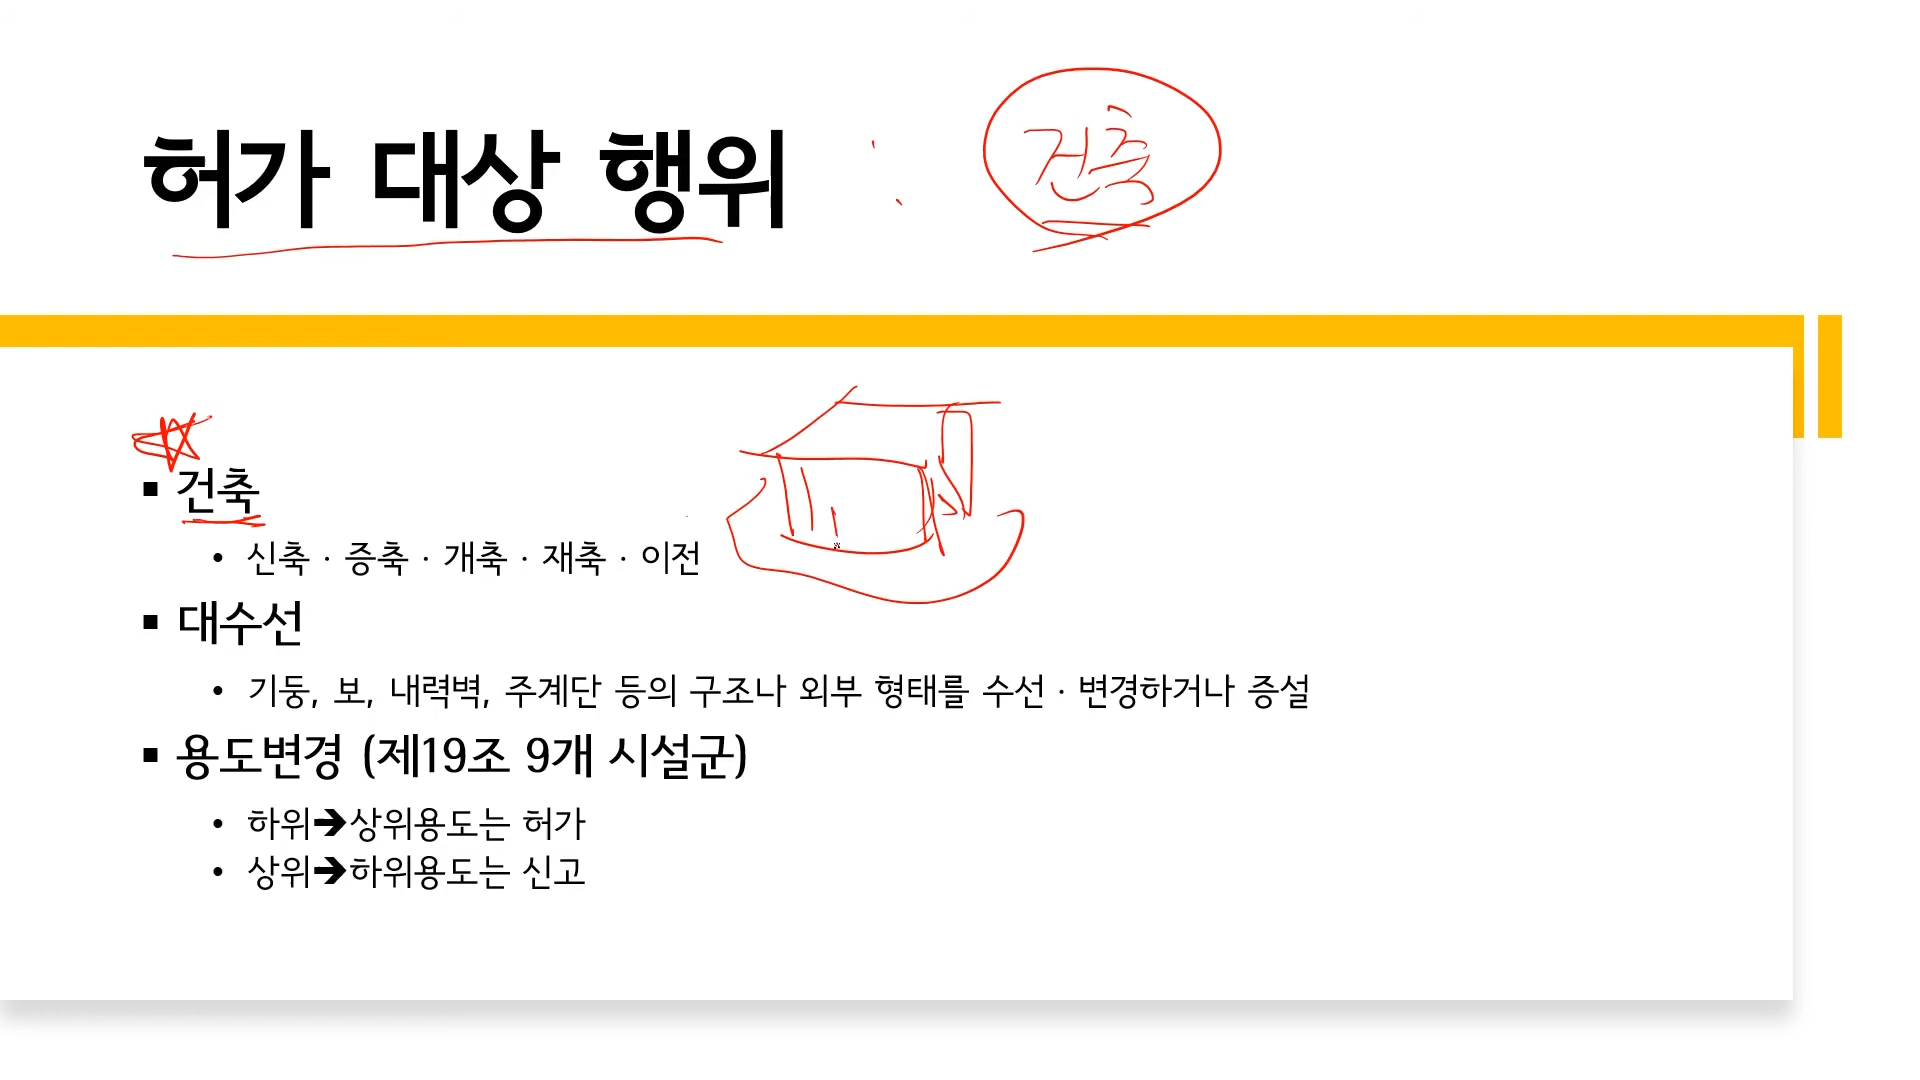 허가 대상 행위 : 건축
▪ 건축
• 신축 · 증축 · 개축 · 재축 · 이전
▪ 대수선
• 기둥, 보, 내력벽, 주계단 등의 구조나 외부 형태를 수선 · 변경하거나 증설
▪ 용도변경 (제19조 9개 시설군)
• 하위➔상위용도는 허가
• 상위➔하위용도는 신고